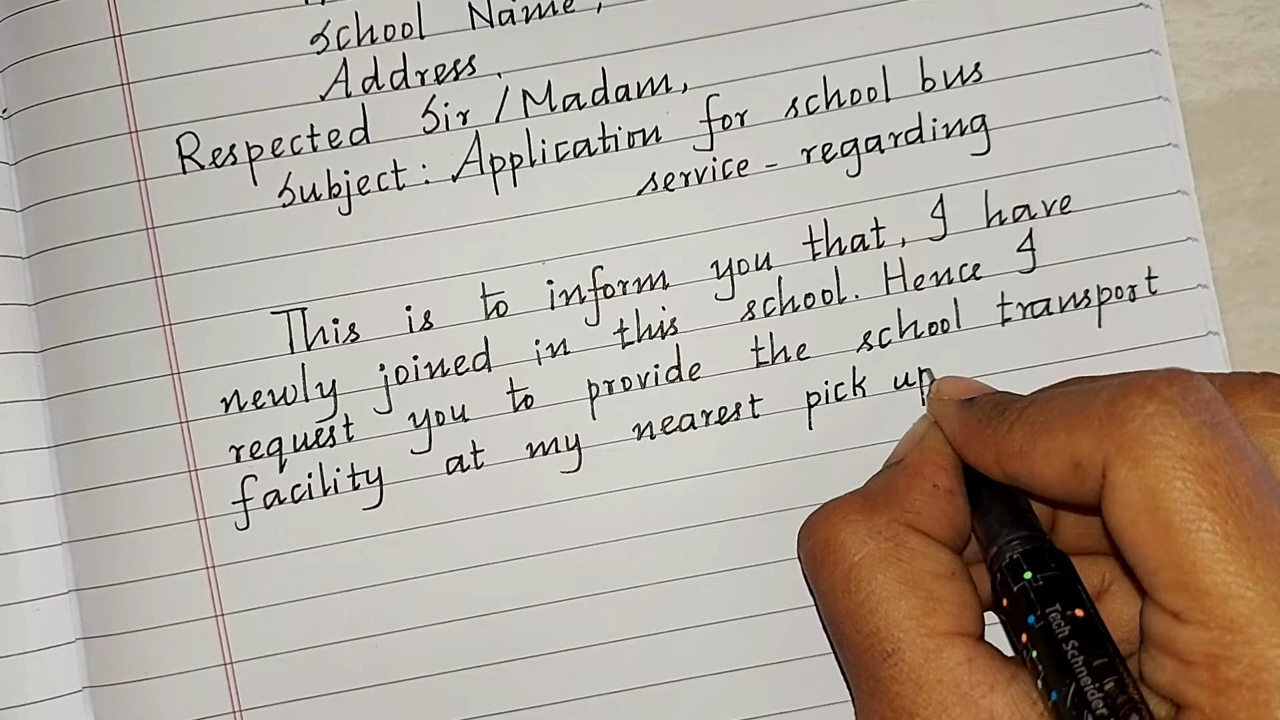 School Name,
Address.
Respected Sir/Madam,
Subject: Application for school bus
service - regarding
This is to inform you that, I have
newly joined in this school. Hence I
request you to provide the school transport
facility at my nearest pick up
Tech Schneider